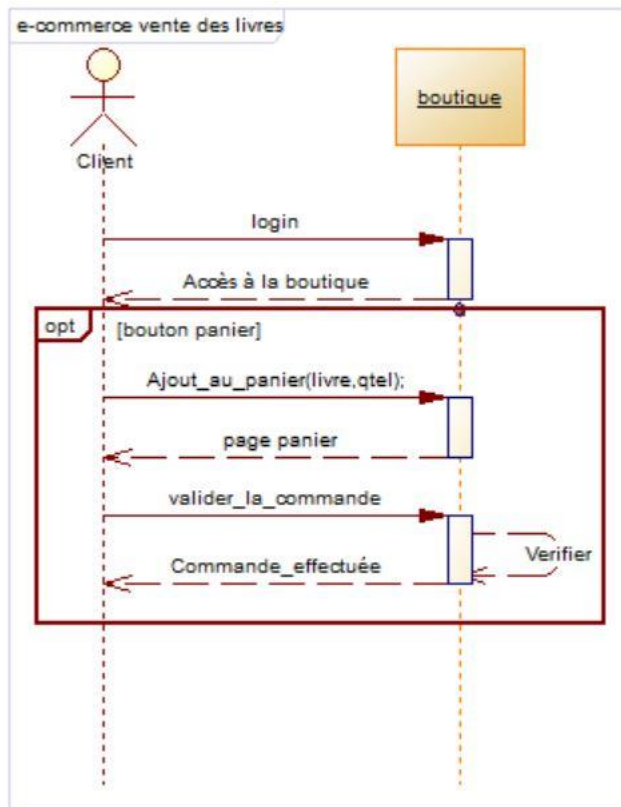 e-commerce vente des livres
Client
boutique
login
Accès à la boutique
opt
[bouton panier]
Ajout_au_panier(livre,qtel);
page panier
valider_la_commande
Verifier
Commande_effectuée